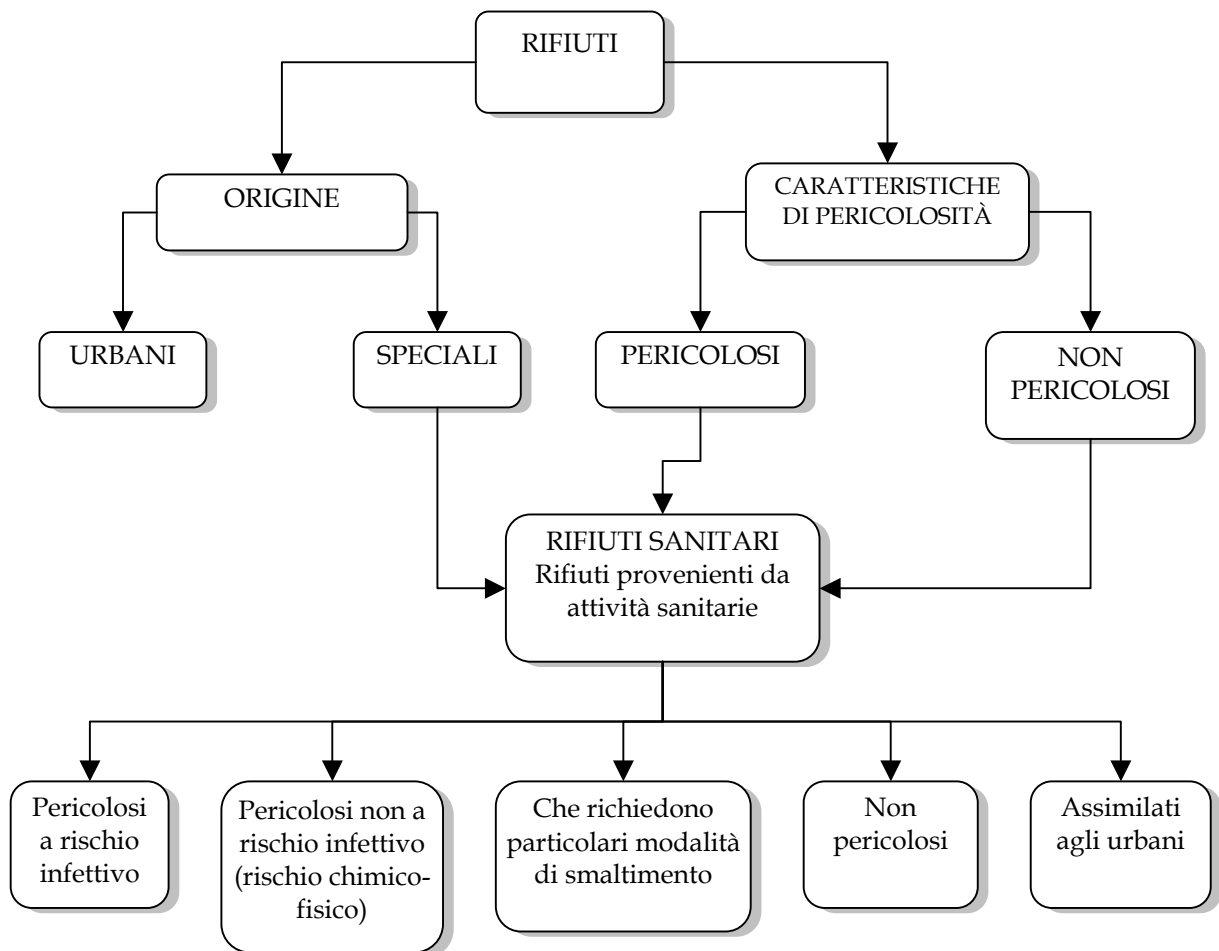 RIFIUTI
ORIGINE
CARATTERISTICHE
DI PERICOLOSITÀ
URBANI
SPECIALI
PERICOLOSI
NON
PERICOLOSI
RIFIUTI SANITARI
Rifiuti provenienti da
attività sanitarie
Pericolosi
a rischio
infettivo
Pericolosi non a
rischio infettivo
(rischio chimico-
fisico)
Che richiedono
particolari modalità
di smaltimento
Non
pericolosi
Assimilati
agli urbani